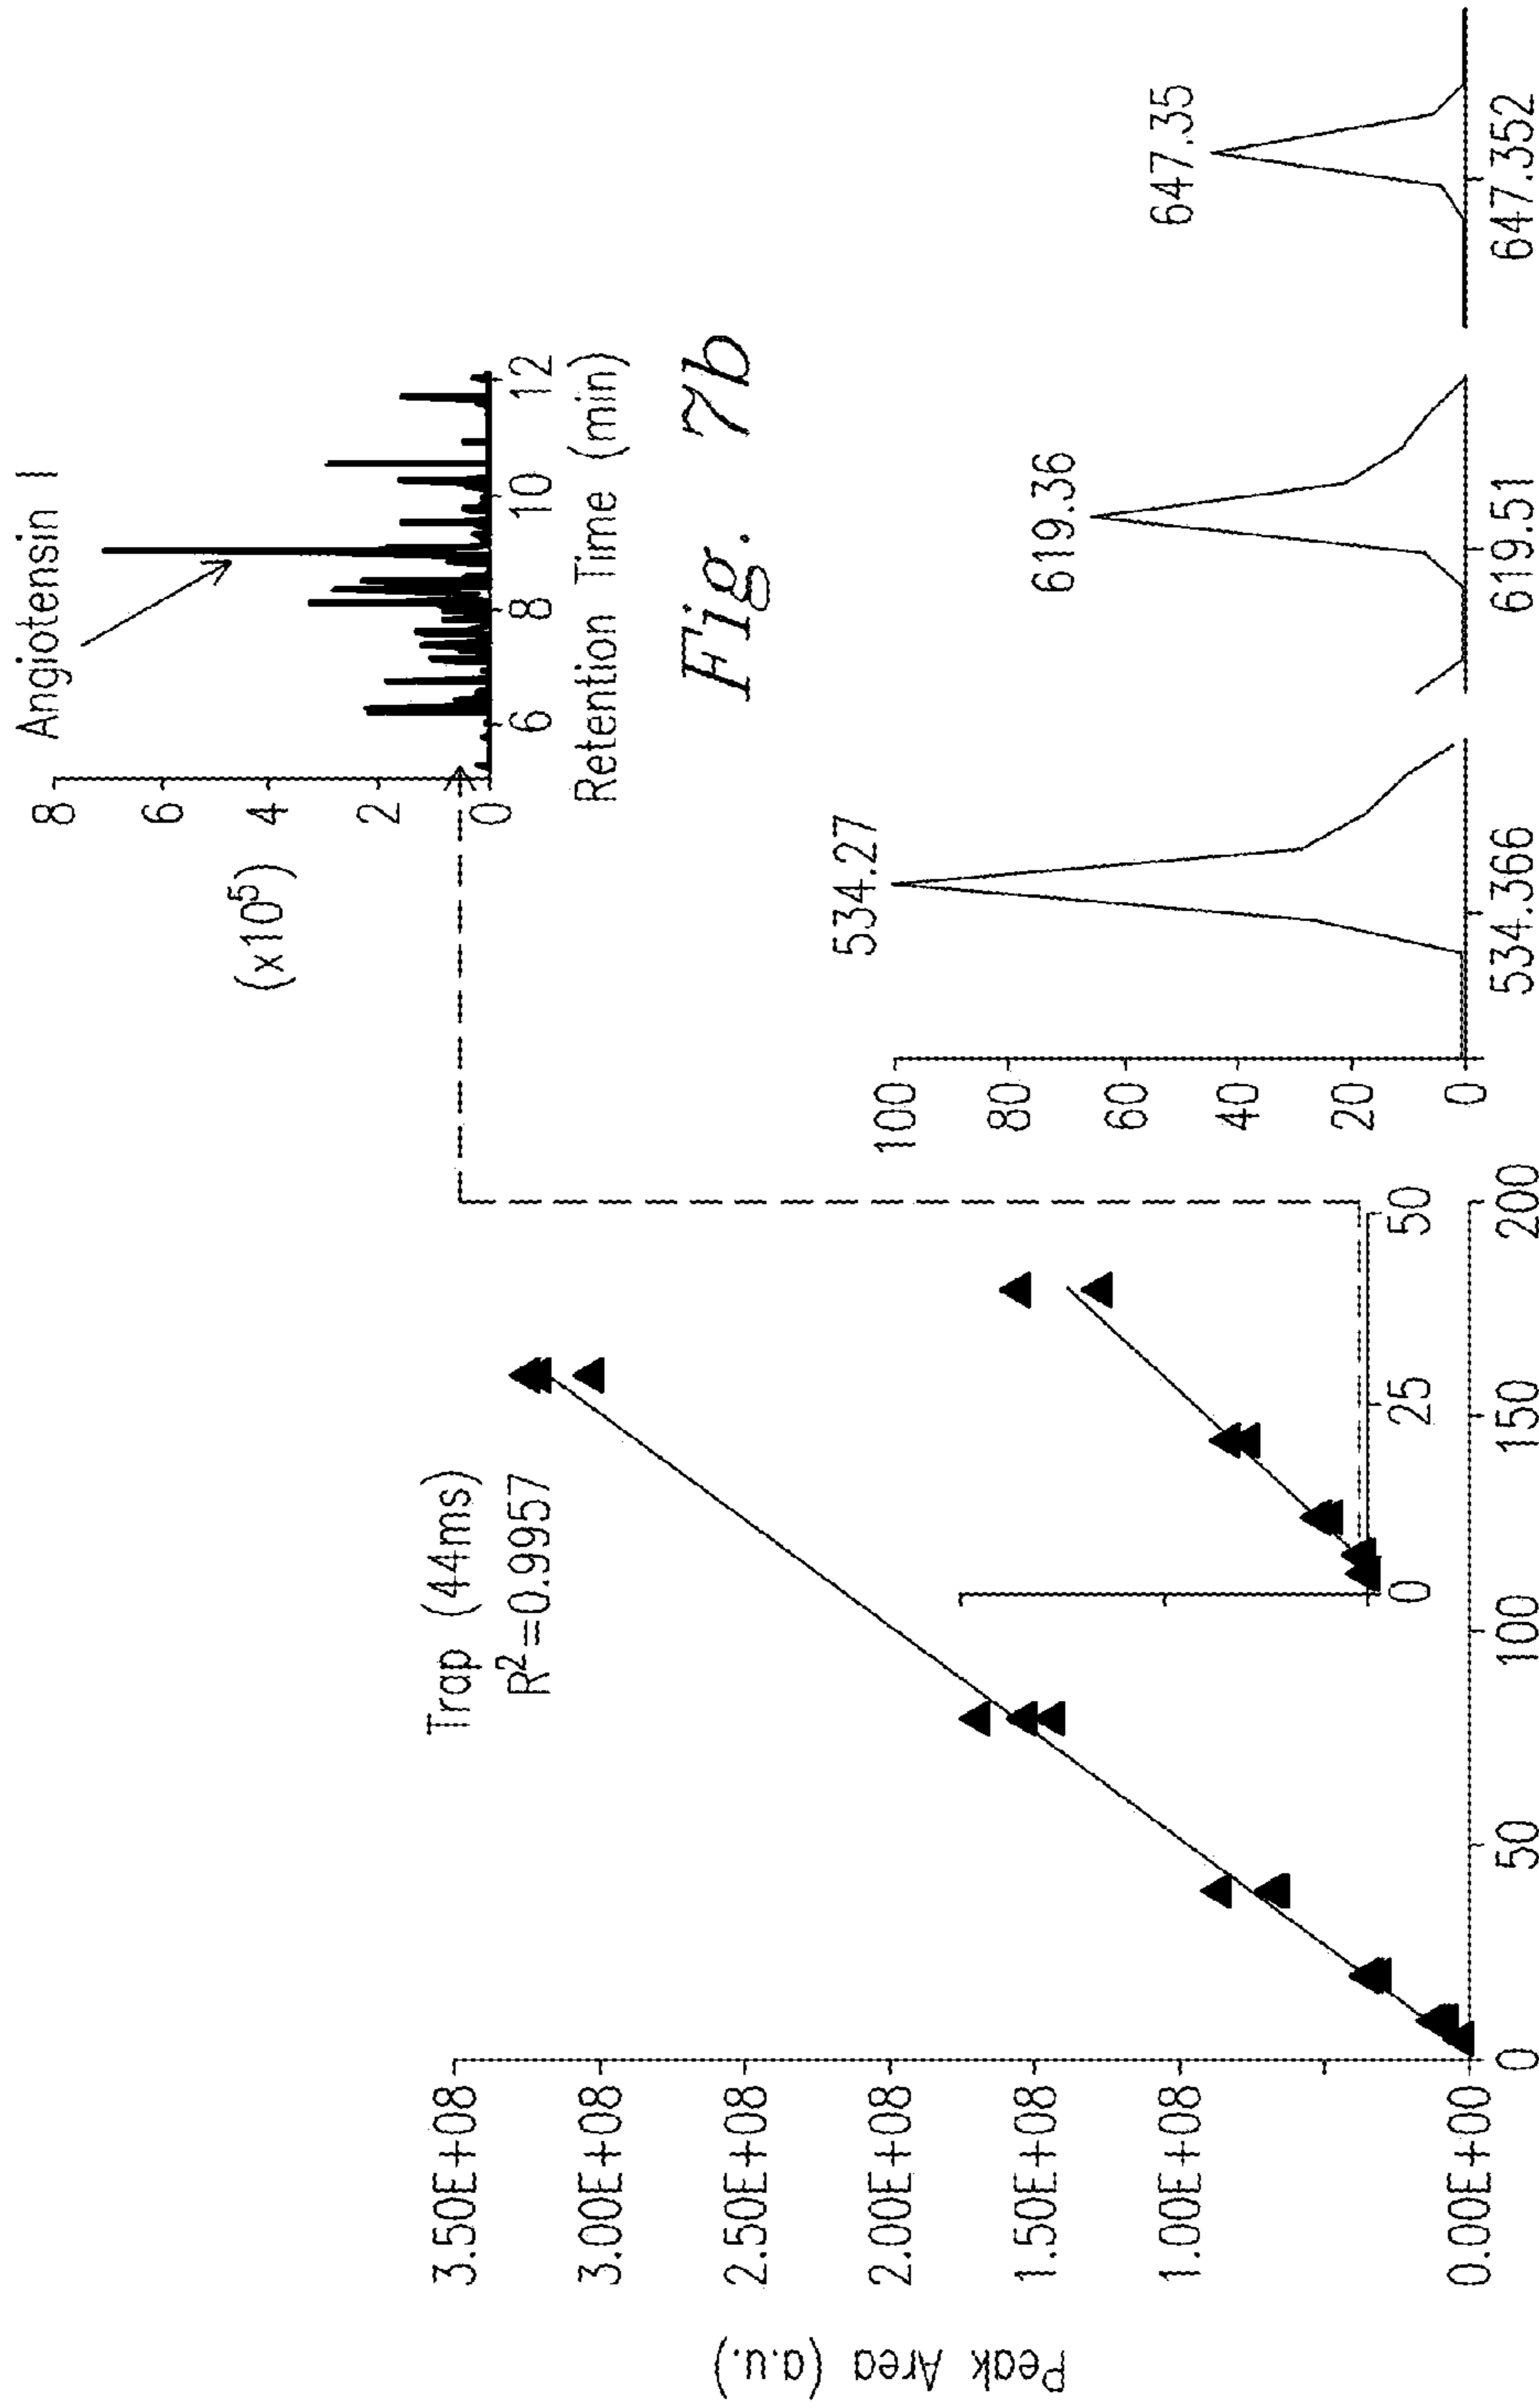 Angiotensin I
8
6
4
2
0
(x10⁵)
6
8
10
12
Retention Time (min)
Fig. 7b
Trap (44ms)
R²=0.9957
3.50E+08
3.00E+08
2.50E+08
2.00E+08
1.50E+08
1.00E+08
0.00E+00
Peak Area (a.u.)
0
50
100
150
200
0
25
50
100
80
60
40
20
0
534.27
619.36
647.35
534.366
619.51
647.352